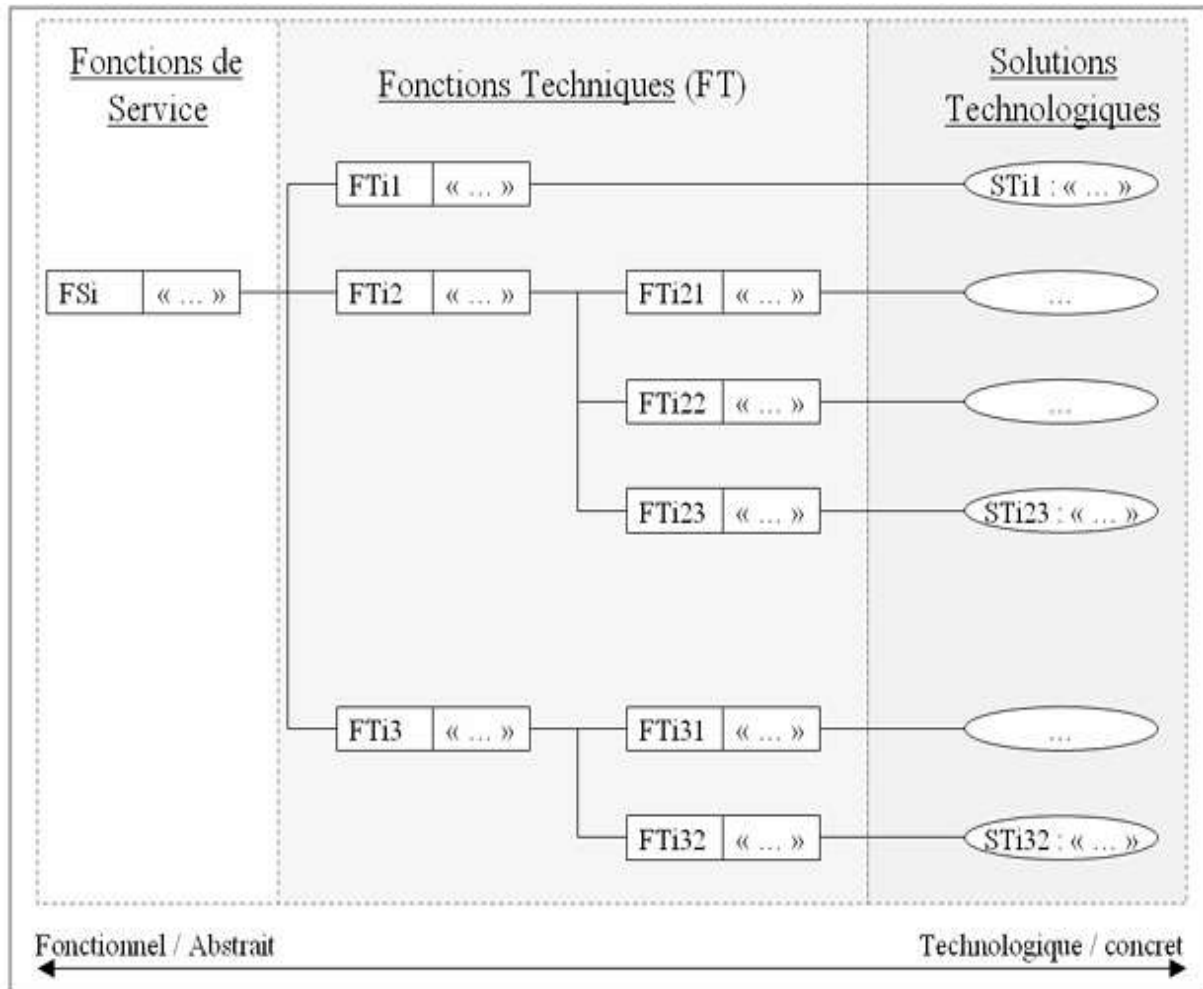 Fonctions de
Service
Fonctions Techniques (FT)
Solutions
Technologiques
FTi1 « ... » STi1 : « ... »
FSi « ... » FTi2 « ... » FTi21 « ... » ...
FTi22 « ... » ...
FTi23 « ... » STi23 : « ... »
FTi3 « ... » FTi31 « ... » ...
FTi32 « ... » STi32 : « ... »
Fonctionnel / Abstrait
Technologique / concret